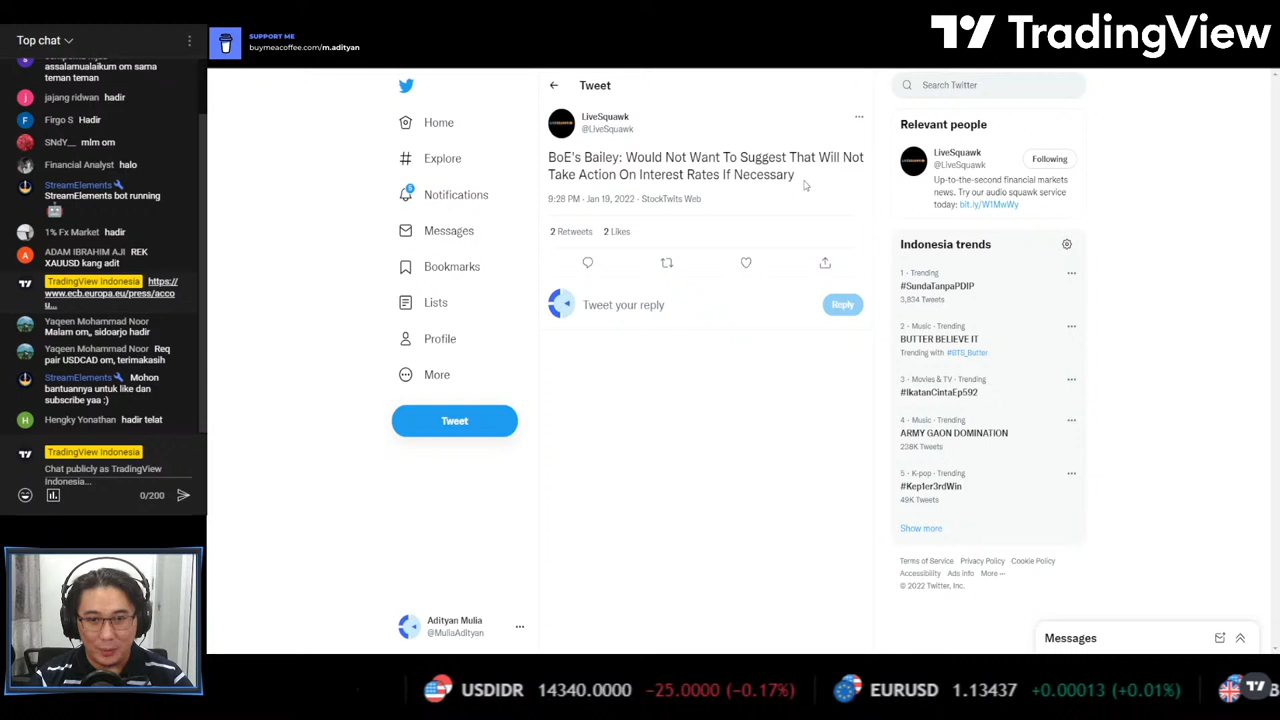 Top chat
assalamualaikum om sama
teman teman
jajang ridwan hadir
Firgo S Hadir
SNdY__ mlm om
Financial Analyst halo
StreamElements
StreamElements bot running
1% Fx Market hadir
ADAM IBRAHIM AJI REK
XAUUSD kang adit
TradingView Indonesia https://
www.ecb.europa.eu/press/acco
u...
Yaqeen Mohammad Noor
Malam om,, sidoarjo hadir
Yaqeen Mohammad Noor Req
pair USDCAD om, terimakasih
StreamElements Mohon
bantuannya untuk like dan
subscribe yaa :)
Hengky Yonathan hadir telat
TradingView Indonesia
Chat publicly as TradingView
Indonesia...
0/200
SUPPORT ME
buymeacoffee.com/m.adityan
TradingView
Home
Explore
5
Notifications
Messages
Bookmarks
Lists
Profile
More
Tweet
Adityan Mulia
@MuliaAdityan
Tweet
LiveSquawk
@LiveSquawk
BoE's Bailey: Would Not Want To Suggest That Will Not
Take Action On Interest Rates If Necessary
9:28 PM · Jan 19, 2022 · StockTwits Web
2 Retweets 2 Likes
Tweet your reply
Reply
Search Twitter
Relevant people
LiveSquawk
@LiveSquawk
Following
Up-to-the-second financial markets
news. Try our audio squawk service
today: bit.ly/W1MwWy
Indonesia trends
1 · Trending
#SundaTanpaPDIP
3,834 Tweets
2 · Music · Trending
BUTTER BELIEVE IT
Trending with #BTS_Butter
3 · Movies & TV · Trending
#IkatanCintaEp592
4 · Music · Trending
ARMY GAON DOMINATION
238K Tweets
5 · K-pop · Trending
#Kep1er3rdWin
49K Tweets
Show more
Terms of Service Privacy Policy Cookie Policy
Accessibility Ads info More ···
© 2022 Twitter, Inc.
Messages
USDIDR 14340.0000 −25.0000 (−0.17%) EURUSD 1.13437 +0.00013 (+0.01%)